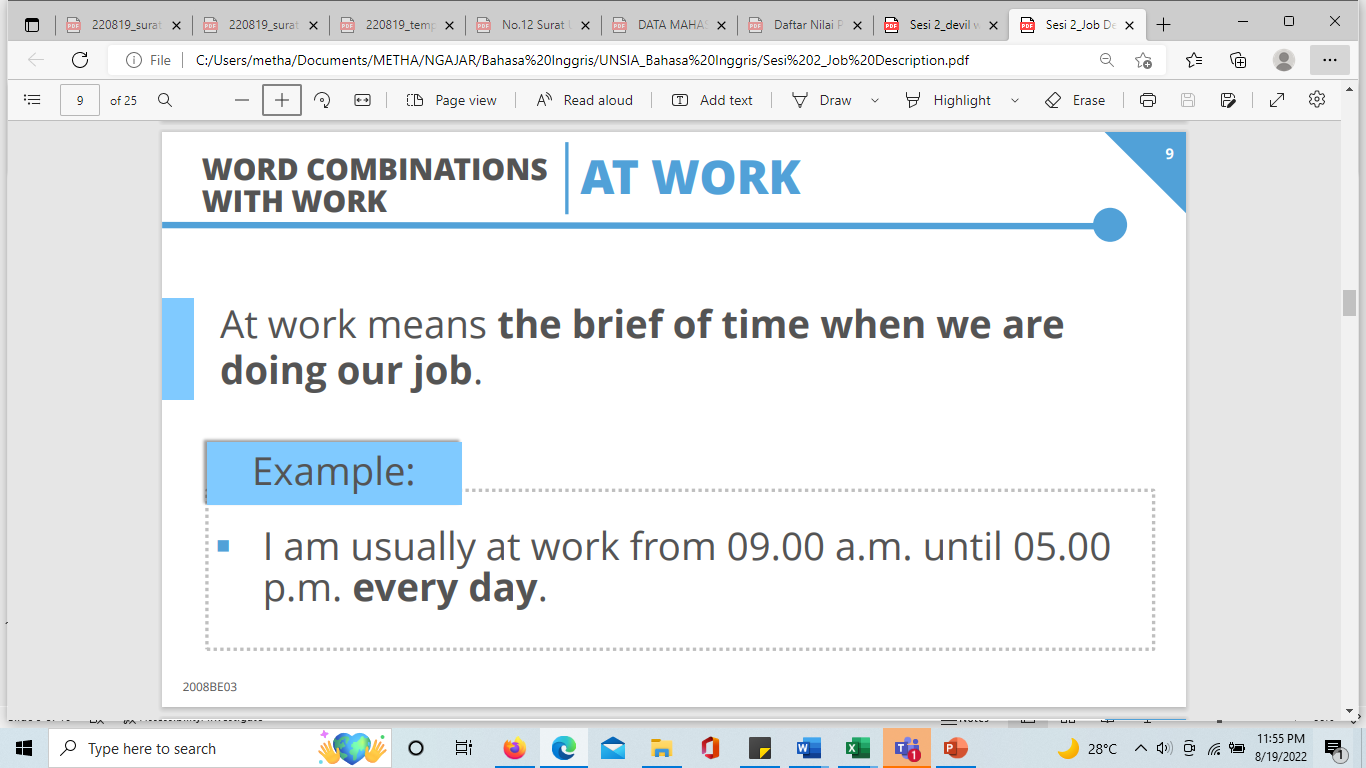 220819_surat
220819_surat
220819_temp
No.12 Surat
DATA MAHA
Daftar Nilai P
Sesi 2_devil w
Sesi 2_Job De
File
C:/Users/metha/Documents/METHA/NGAJAR/Bahasa%20Inggris/UNSIA_Bahasa%20Inggris/Sesi%202_Job%20Description.pdf
9 of 25
Page view
Read aloud
Add text
Draw
Highlight
Erase
WORD COMBINATIONS
WITH WORK
AT WORK
9
At work means the brief of time when we are
doing our job.
Example:
I am usually at work from 09.00 a.m. until 05.00
p.m. every day.
2008BE03
Type here to search
28°C
11:55 PM
8/19/2022
1
1